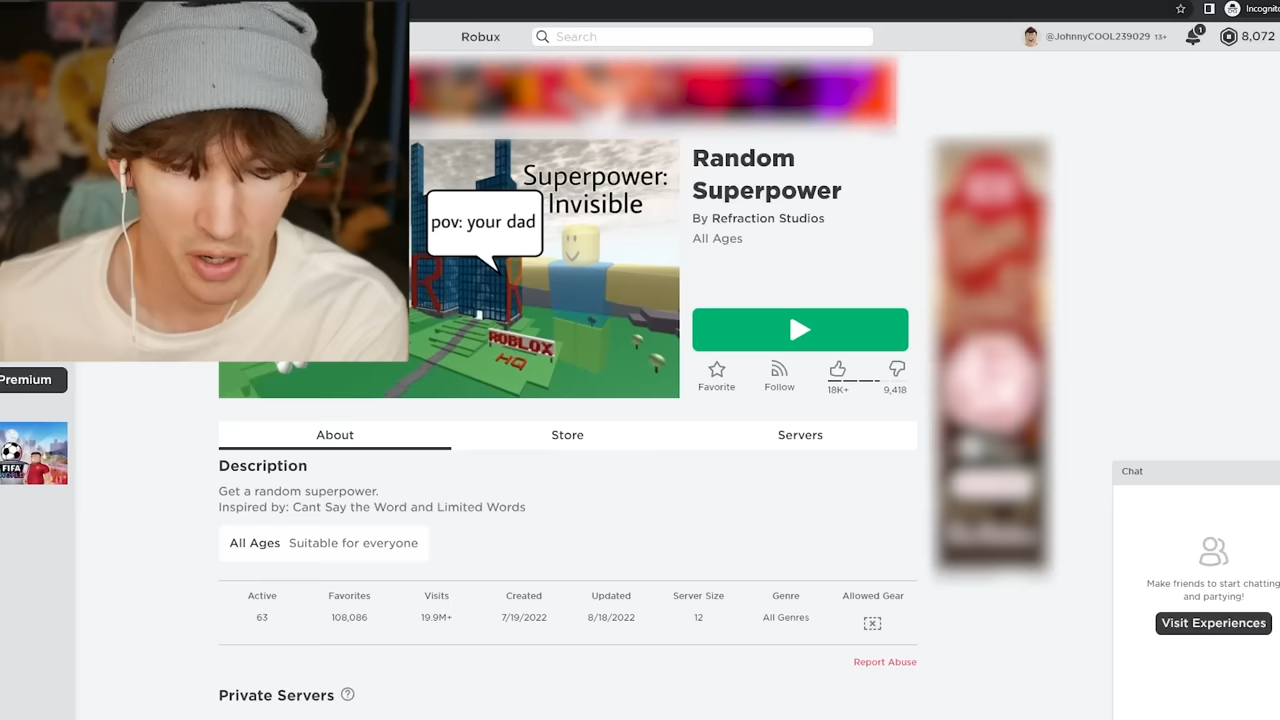 Incognito
Robux
Search
@JohnnyCOOL239029 13+
1
8,072
Superpower:
Invisible
pov: your dad
ROBLOX
HQ
Random
Superpower
By Refraction Studios
All Ages
Favorite
Follow
18K+
9,418
Premium
FIFA
WORLD
About
Store
Servers
Description
Get a random superpower.
Inspired by: Cant Say the Word and Limited Words
All Ages Suitable for everyone
Active
Favorites
Visits
Created
Updated
Server Size
Genre
Allowed Gear
63
108,086
19.9M+
7/19/2022
8/18/2022
12
All Genres
Report Abuse
Private Servers
Chat
Make friends to start chatting
and partying!
Visit Experiences